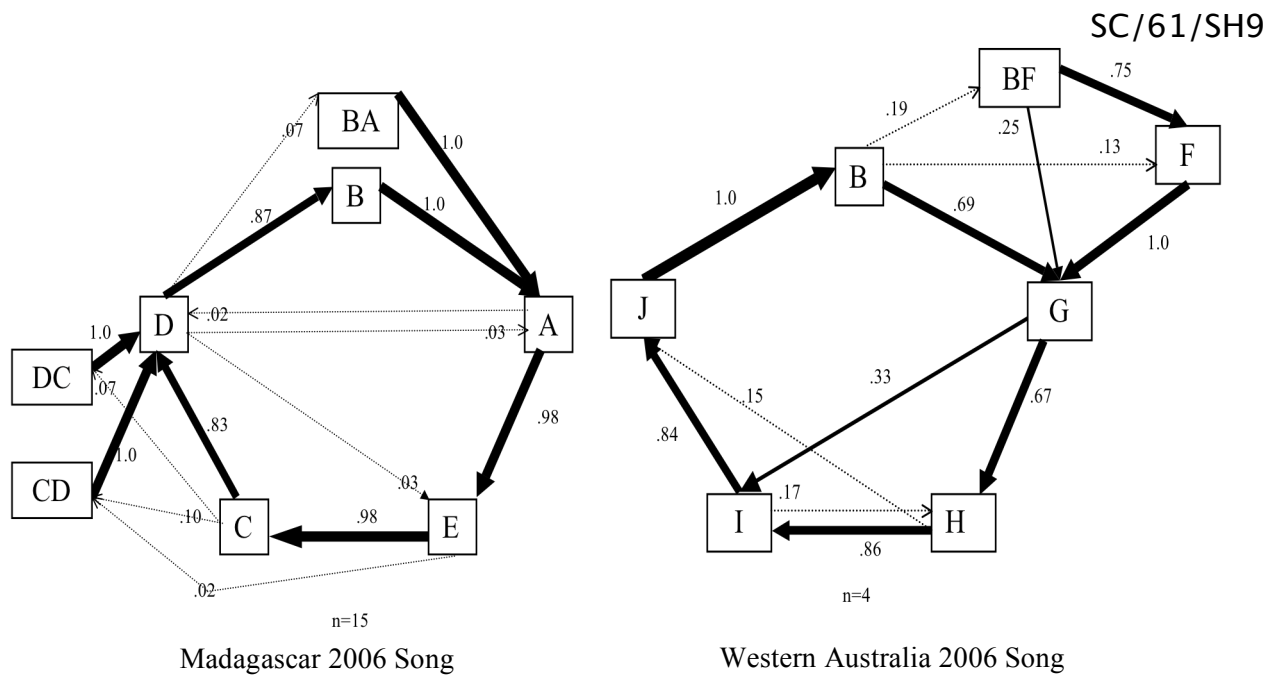 SC/61/SH9
BA
.07
1.0
B
1.0
.87
D
.02
.03
A
1.0
DC
.07
.83
.98
1.0
CD
.03
.10
C
.98
E
.02
n=15
Madagascar 2006 Song
BF
.75
.19
.25
.13
F
B
1.0
.69
1.0
J
G
.33
.15
.67
.84
.17
I
H
.86
n=4
Western Australia 2006 Song